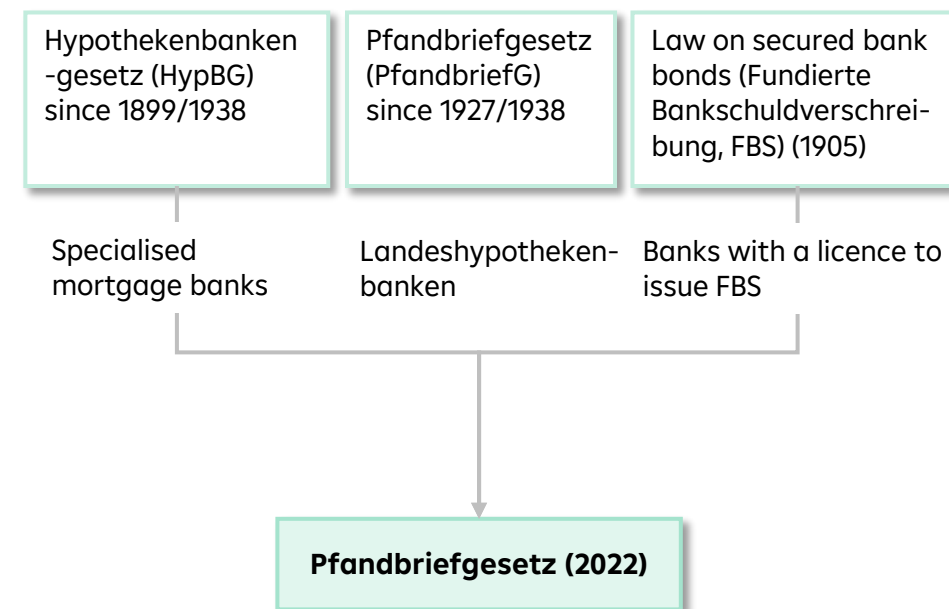 Hypothekenbanken
-gesetz (HypBG)
since 1899/1938
Pfandbriefgesetz
(PfandbriefG)
since 1927/1938
Law on secured bank
bonds (Fundierte
Bankschuldverschrei-
bung, FBS) (1905)
Specialised
mortgage banks
Landeshypotheken-
banken
Banks with a licence to
issue FBS
Pfandbriefgesetz (2022)